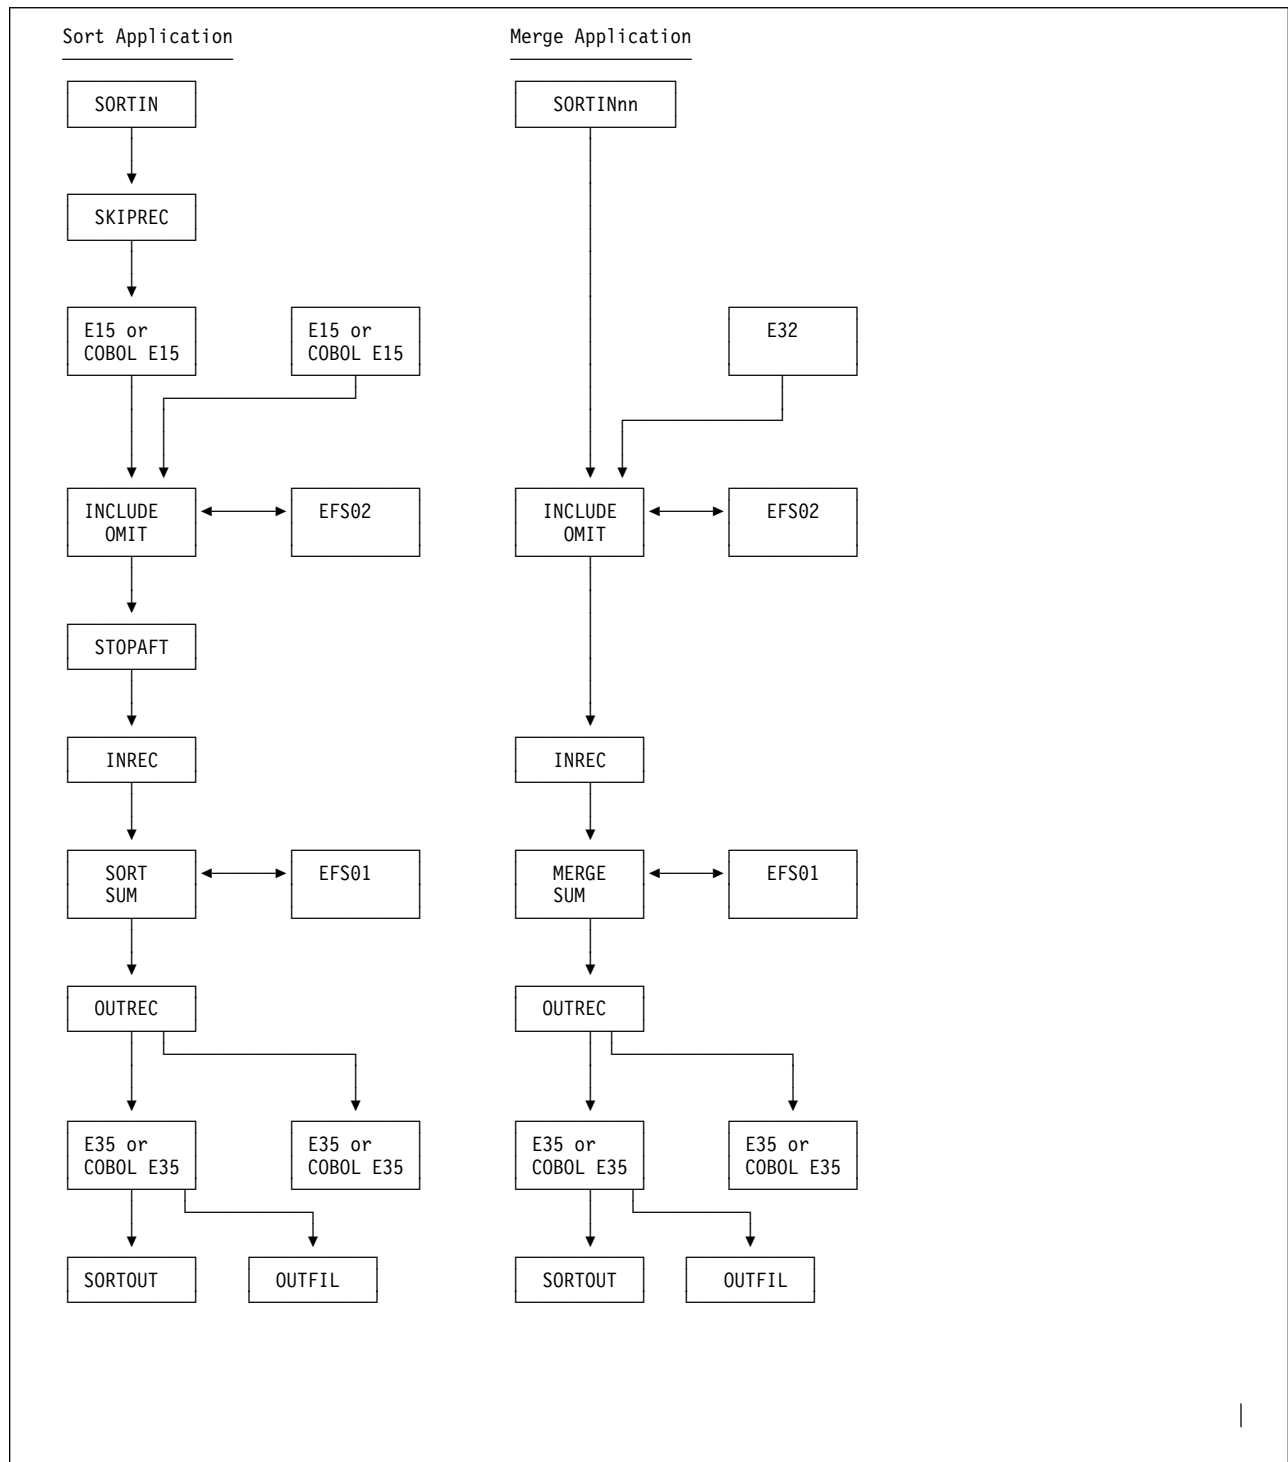 Sort Application
Merge Application
SORTIN
SORTINnn
SKIPREC
E15 or
COBOL E15
E15 or
COBOL E15
E32
INCLUDE
OMIT
EFS02
INCLUDE
OMIT
EFS02
STOPAFT
INREC
INREC
SORT
SUM
EFS01
MERGE
SUM
EFS01
OUTREC
OUTREC
E35 or
COBOL E35
E35 or
COBOL E35
E35 or
COBOL E35
E35 or
COBOL E35
SORTOUT
OUTFIL
SORTOUT
OUTFIL